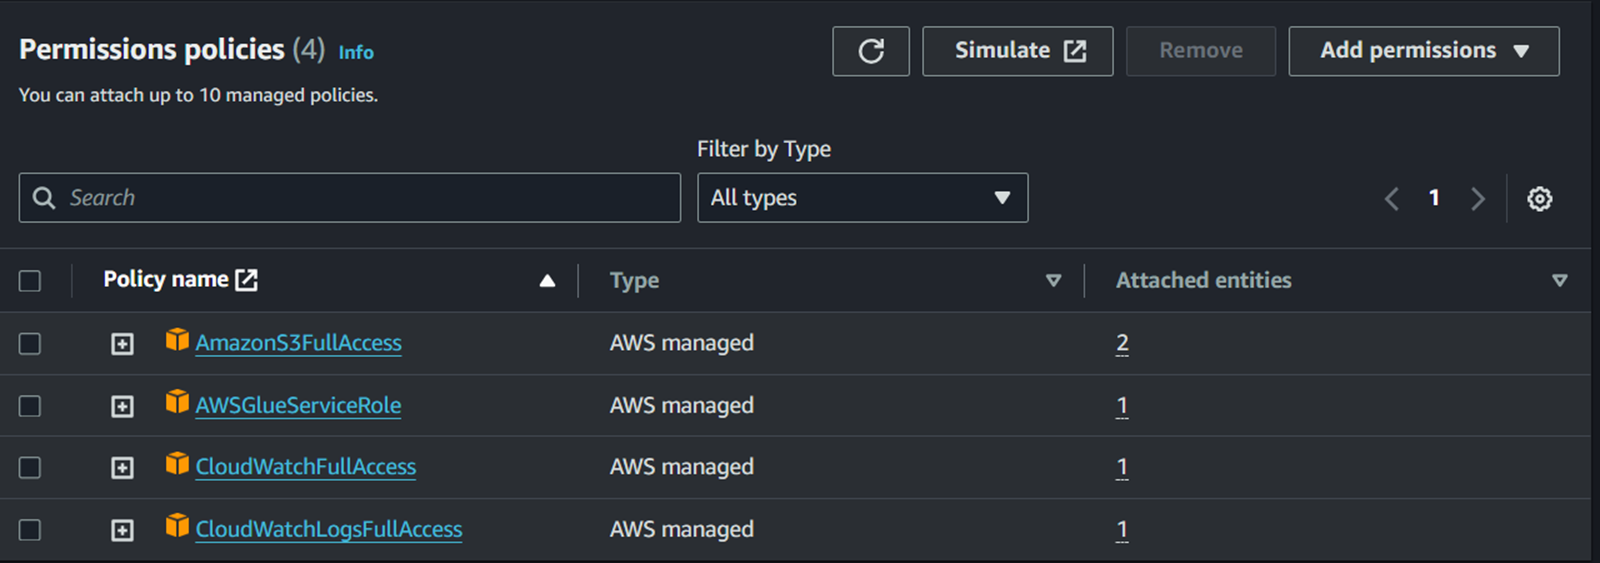 Permissions policies (4) Info
Simulate
Remove
Add permissions
You can attach up to 10 managed policies.
Filter by Type
Search
All types
1
Policy name
Type
Attached entities
AmazonS3FullAccess AWS managed 2
AWSGlueServiceRole AWS managed 1
CloudWatchFullAccess AWS managed 1
CloudWatchLogsFullAccess AWS managed 1